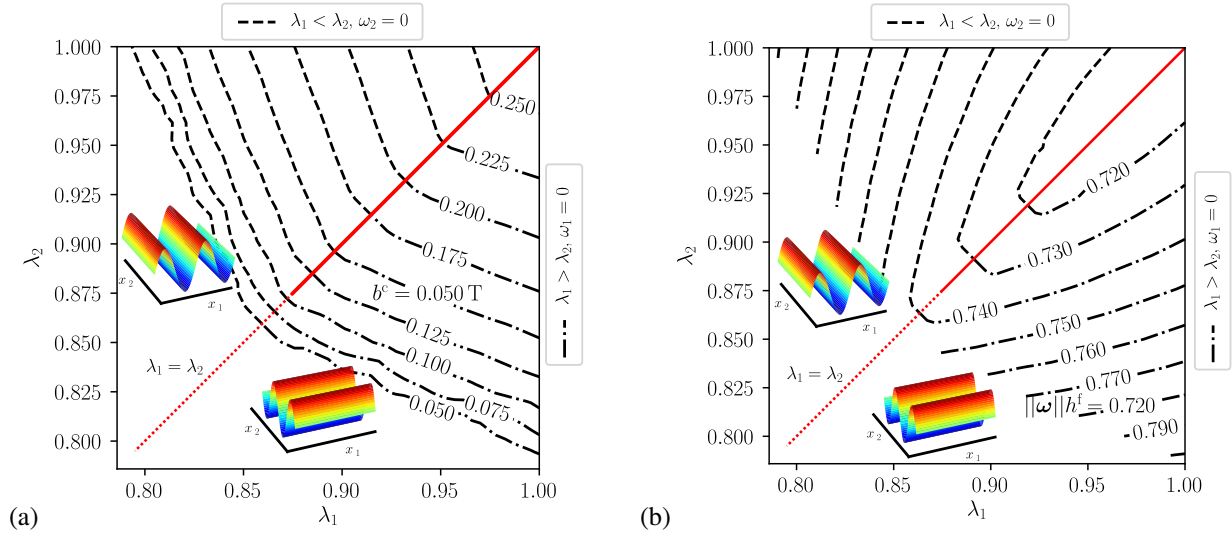 λ₁ < λ₂, ω₂ = 0
1.000
0.975
0.950
0.925
0.900
0.875
0.850
0.825
0.800
λ₂
0.250
0.225
0.200
0.175
bᶜ = 0.050 T
0.125
0.100
0.075
0.050
λ₁ = λ₂
x₂
x₁
x₂
x₁
0.80
0.85
0.90
0.95
1.00
λ₁
λ₁ > λ₂, ω₁ = 0
(a)
λ₁ < λ₂, ω₂ = 0
1.000
0.975
0.950
0.925
0.900
0.875
0.850
0.825
0.800
λ₂
0.720
0.730
0.740
0.750
0.760
0.770
||ω||hᶠ = 0.720
0.790
λ₁ = λ₂
x₂
x₁
x₂
x₁
0.80
0.85
0.90
0.95
1.00
λ₁
λ₁ > λ₂, ω₁ = 0
(b)